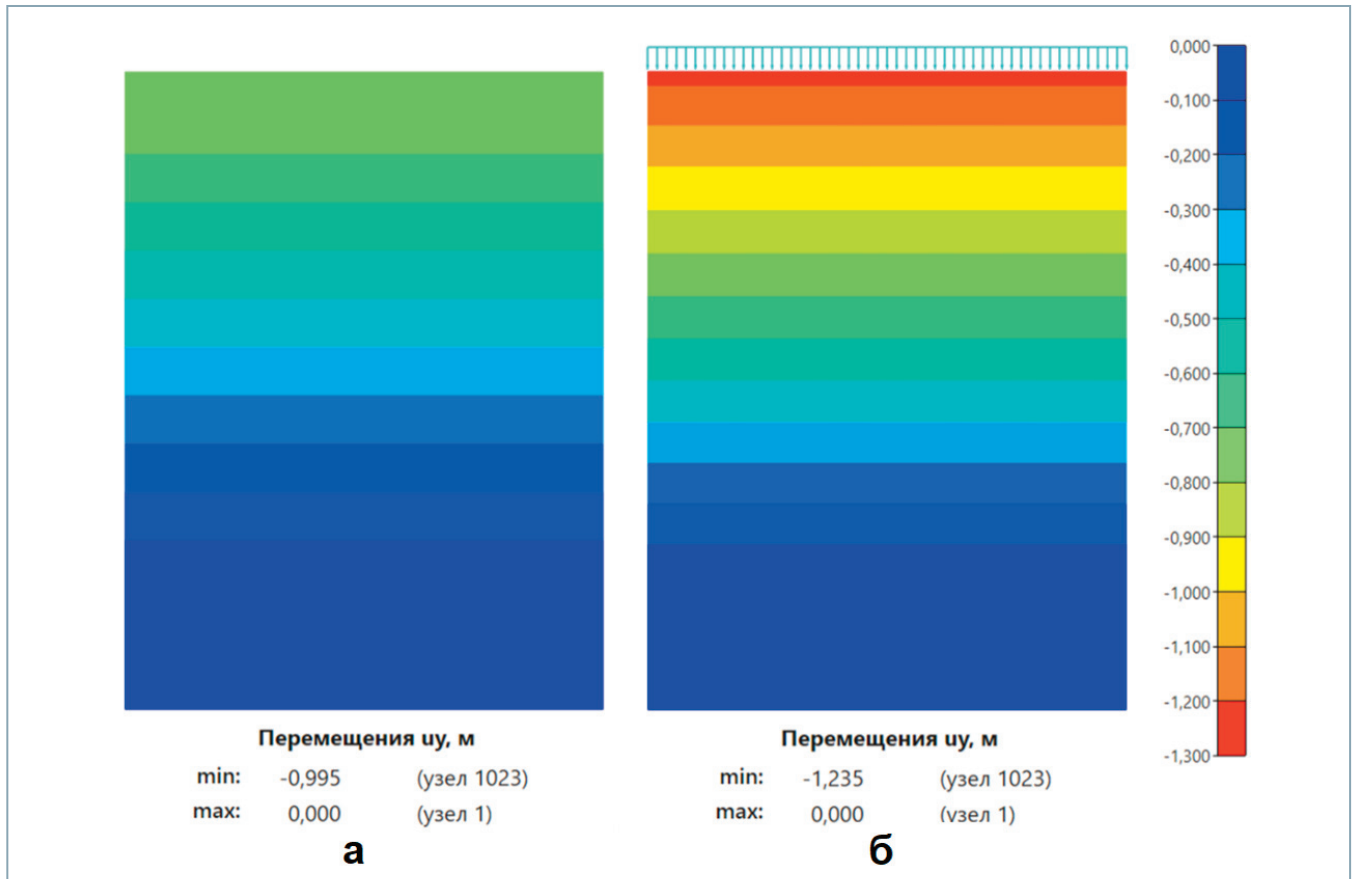 0,000
-0,100
-0,200
-0,300
-0,400
-0,500
-0,600
-0,700
-0,800
-0,900
-1,000
-1,100
-1,200
-1,300
Перемещения uy, м
min: -0,995 (узел 1023)
max: 0,000 (узел 1)
а
Перемещения uy, м
min: -1,235 (узел 1023)
max: 0,000 (узел 1)
б